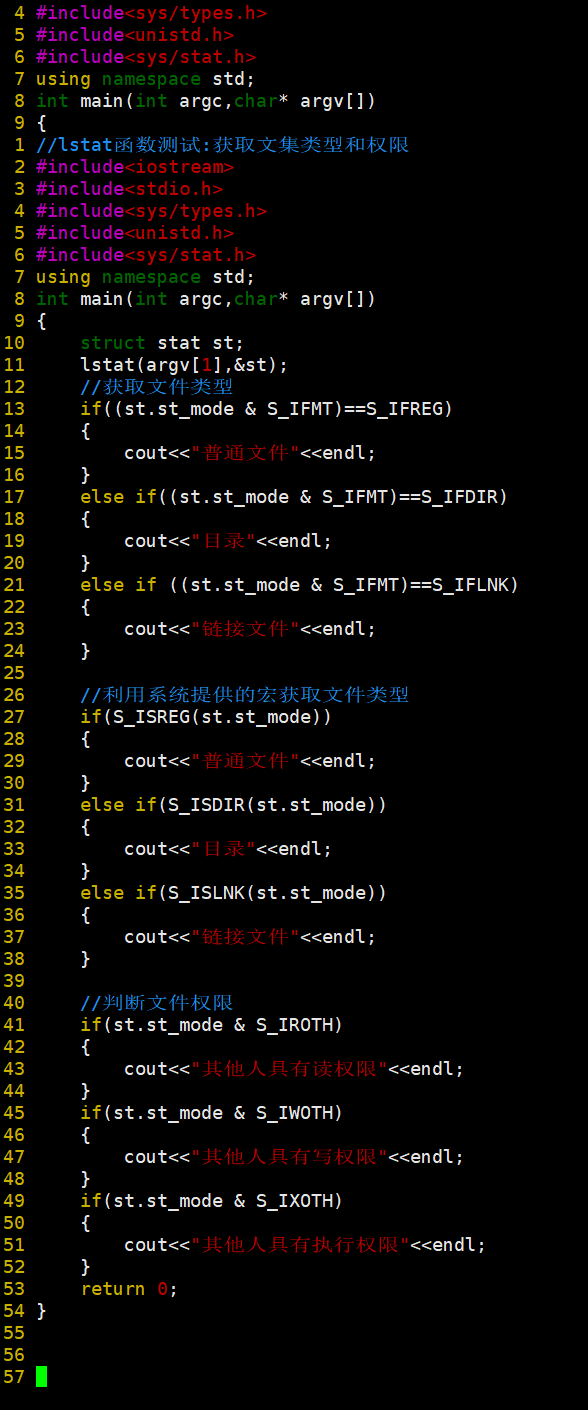 4 #include<sys/types.h>
5 #include<unistd.h>
6 #include<sys/stat.h>
7 using namespace std;
8 int main(int argc,char* argv[])
9 {
1 //lstat函数测试:获取文集类型和权限
2 #include<iostream>
3 #include<stdio.h>
4 #include<sys/types.h>
5 #include<unistd.h>
6 #include<sys/stat.h>
7 using namespace std;
8 int main(int argc,char* argv[])
9 {
10     struct stat st;
11     lstat(argv[1],&st);
12     //获取文件类型
13     if((st.st_mode & S_IFMT)==S_IFREG)
14     {
15         cout<<"普通文件"<<endl;
16     }
17     else if((st.st_mode & S_IFMT)==S_IFDIR)
18     {
19         cout<<"目录"<<endl;
20     }
21     else if ((st.st_mode & S_IFMT)==S_IFLNK)
22     {
23         cout<<"链接文件"<<endl;
24     }
25
26     //利用系统提供的宏获取文件类型
27     if(S_ISREG(st.st_mode))
28     {
29         cout<<"普通文件"<<endl;
30     }
31     else if(S_ISDIR(st.st_mode))
32     {
33         cout<<"目录"<<endl;
34     }
35     else if(S_ISLNK(st.st_mode))
36     {
37         cout<<"链接文件"<<endl;
38     }
39
40     //判断文件权限
41     if(st.st_mode & S_IROTH)
42     {
43         cout<<"其他人具有读权限"<<endl;
44     }
45     if(st.st_mode & S_IWOTH)
46     {
47         cout<<"其他人具有写权限"<<endl;
48     }
49     if(st.st_mode & S_IXOTH)
50     {
51         cout<<"其他人具有执行权限"<<endl;
52     }
53     return 0;
54 }
55
56
57